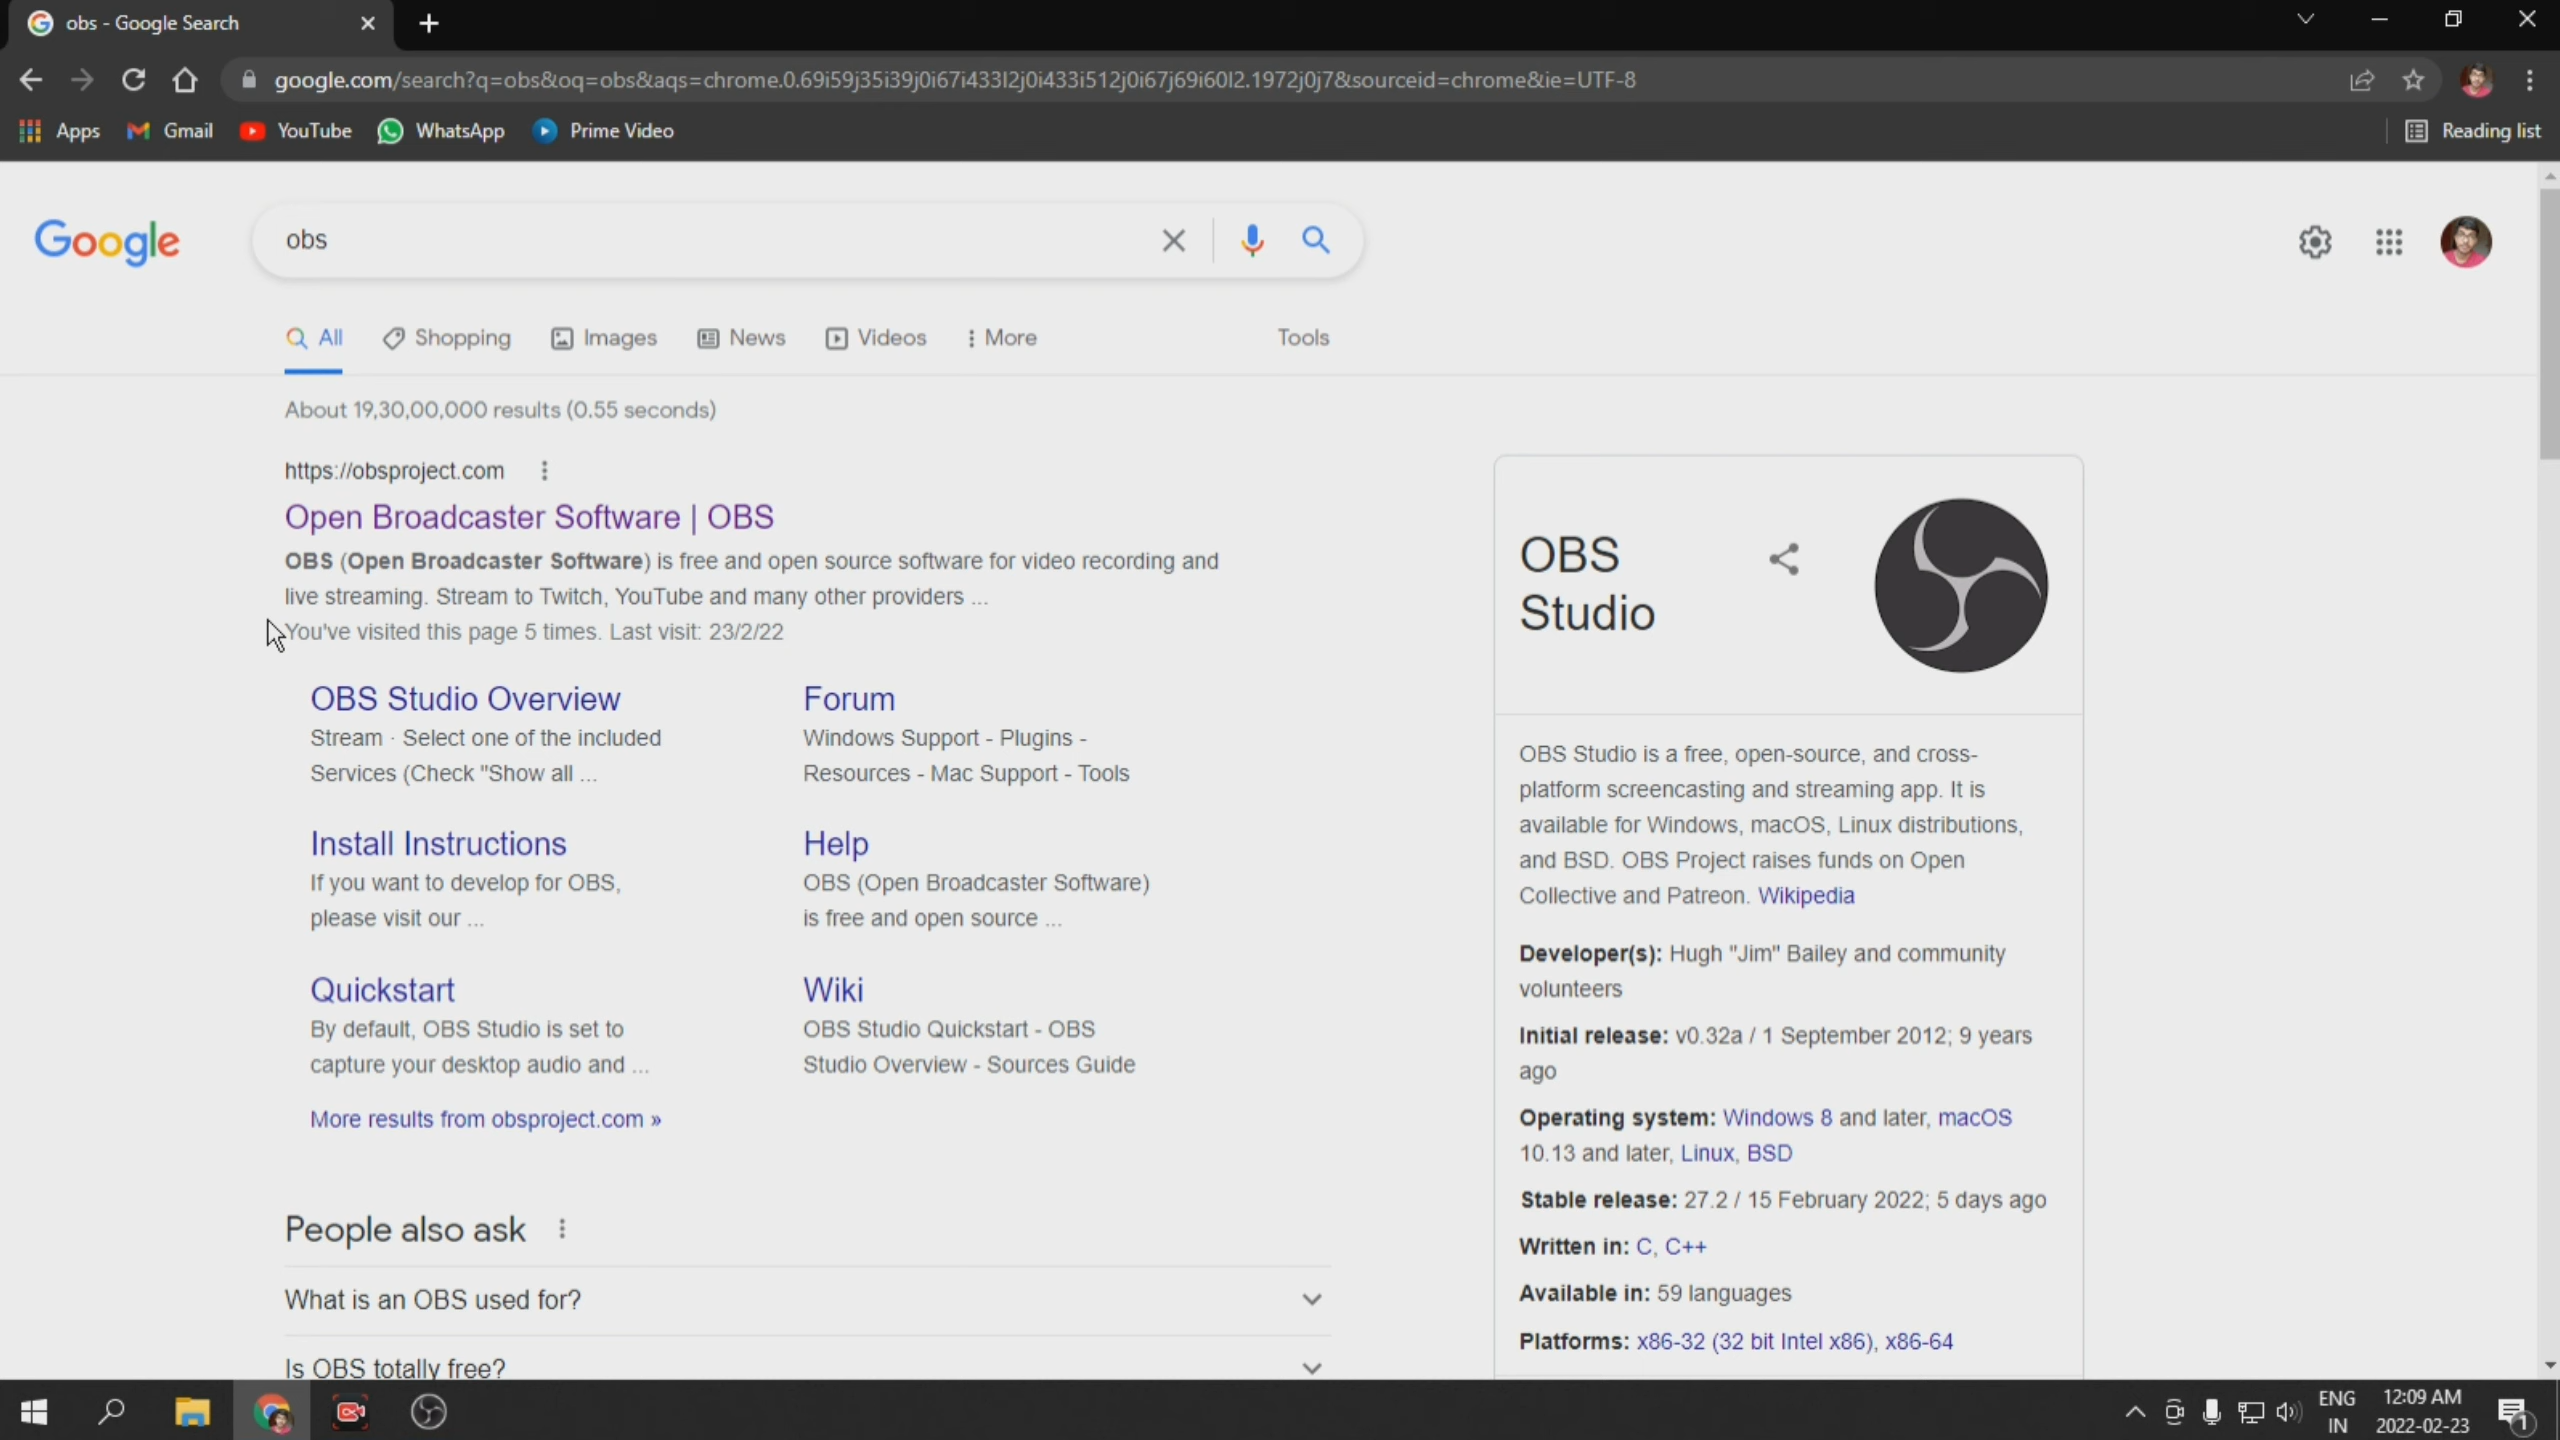 obs - Google Search
google.com/search?q=obs&oq=obs&aqs=chrome.0.69i59j35i39j0i67i433l2j0i433i512j0i67j69i60l2.1972j0j7&sourceid=chrome&ie=UTF-8
Apps Gmail YouTube WhatsApp Prime Video Reading list
Google obs
All Shopping Images News Videos More Tools
About 19,30,00,000 results (0.55 seconds)
https://obsproject.com
Open Broadcaster Software | OBS
OBS (Open Broadcaster Software) is free and open source software for video recording and
live streaming. Stream to Twitch, YouTube and many other providers ...
You've visited this page 5 times. Last visit: 23/2/22
OBS Studio Overview
Stream · Select one of the included
Services (Check "Show all ...
Forum
Windows Support - Plugins -
Resources - Mac Support - Tools
Install Instructions
If you want to develop for OBS,
please visit our ...
Help
OBS (Open Broadcaster Software)
is free and open source ...
Quickstart
By default, OBS Studio is set to
capture your desktop audio and ...
Wiki
OBS Studio Quickstart - OBS
Studio Overview - Sources Guide
More results from obsproject.com »
People also ask
What is an OBS used for?
Is OBS totally free?
OBS
Studio
OBS Studio is a free, open-source, and cross-
platform screencasting and streaming app. It is
available for Windows, macOS, Linux distributions,
and BSD. OBS Project raises funds on Open
Collective and Patreon. Wikipedia
Developer(s): Hugh "Jim" Bailey and community
volunteers
Initial release: v0.32a / 1 September 2012; 9 years
ago
Operating system: Windows 8 and later, macOS
10.13 and later, Linux, BSD
Stable release: 27.2 / 15 February 2022; 5 days ago
Written in: C, C++
Available in: 59 languages
Platforms: x86-32 (32 bit Intel x86), x86-64
ENG
IN
12:09 AM
2022-02-23
1